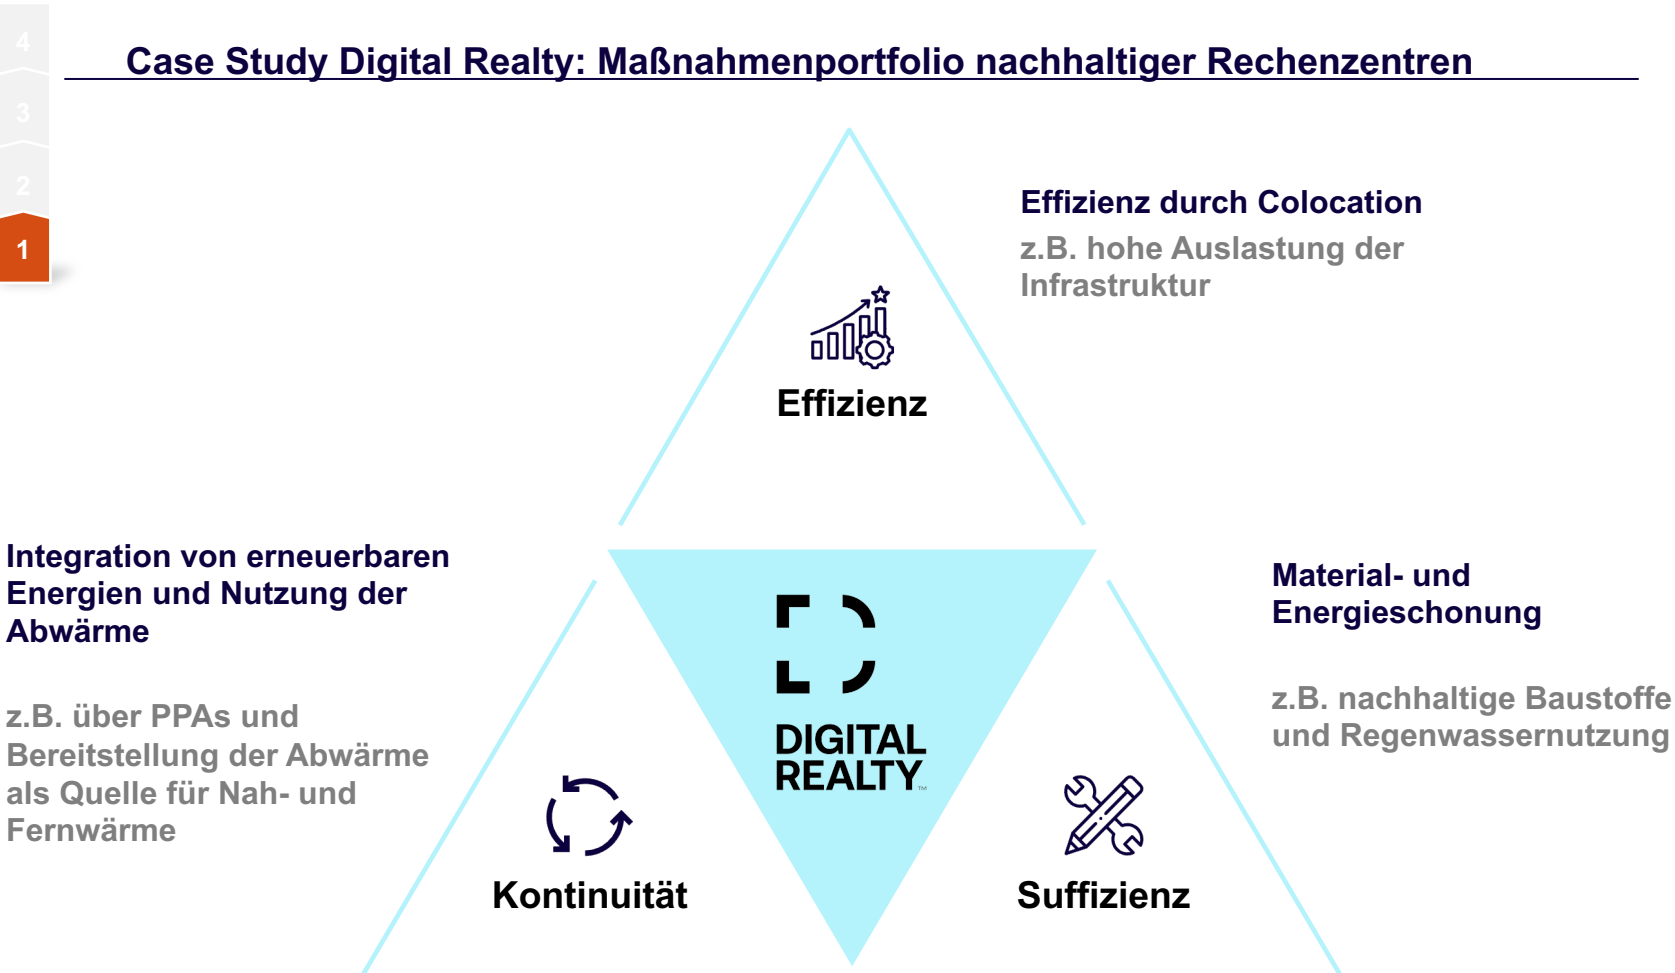 Case Study Digital Realty: Maßnahmenportfolio nachhaltiger Rechenzentren
4
3
2
1
Effizienz durch Colocation
z.B. hohe Auslastung der
Infrastruktur
Effizienz
Integration von erneuerbaren
Energien und Nutzung der
Abwärme
z.B. über PPAs und
Bereitstellung der Abwärme
als Quelle für Nah- und
Fernwärme
Material- und
Energieschonung
z.B. nachhaltige Baustoffe
und Regenwassernutzung
DIGITAL
REALTY™
Kontinuität
Suffizienz